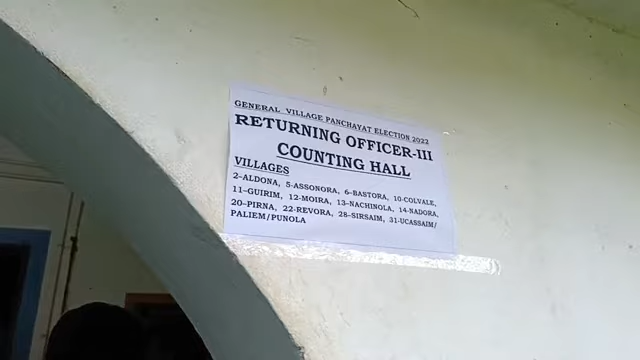 GENERAL VILLAGE PANCHAYAT ELECTION 2022
RETURNING OFFICER-III
COUNTING HALL
VILLAGES
2-ALDONA, 5-ASSONORA, 6-BASTORA, 10-COLVALE,
11-GUIRIM, 12-MOIRA, 13-NACHINOLA, 14-NADORA,
20-PIRNA, 22-REVORA, 28-SIRSAIM, 31-UCASSAIM/
PALIEM/PUNOLA